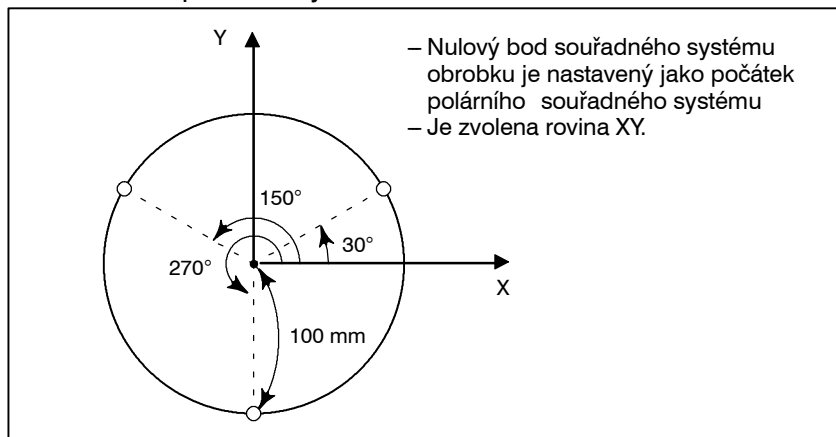 Y
– Nulový bod souřadného systému
obrobku je nastavený jako počátek
polárního souřadného systému
– Je zvolena rovina XY.
150°
30°
270°
X
100 mm